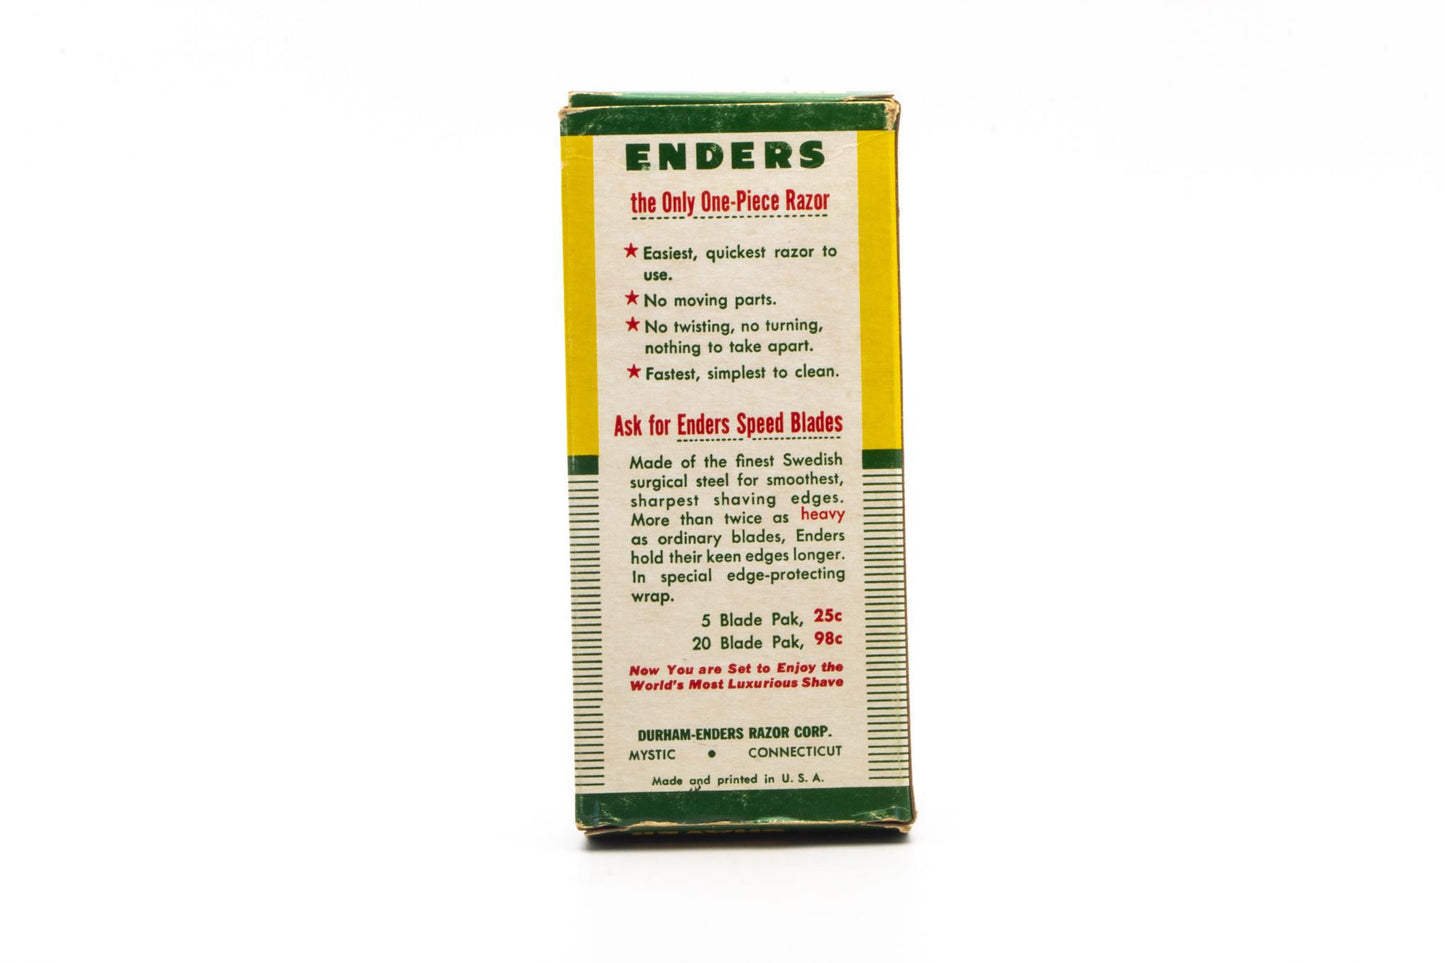 ENDERS
the Only One-Piece Razor
★ Easiest, quickest razor to
use.
★ No moving parts.
★ No twisting, no turning,
nothing to take apart.
★ Fastest, simplest to clean.
Ask for Enders Speed Blades
Made of the finest Swedish
surgical steel for smoothest,
sharpest shaving edges.
More than twice as heavy
as ordinary blades, Enders
hold their keen edges longer.
In special edge-protecting
wrap.
5 Blade Pak, 25c
20 Blade Pak, 98c
Now You are Set to Enjoy the
World's Most Luxurious Shave
DURHAM-ENDERS RAZOR CORP.
MYSTIC • CONNECTICUT
Made and printed in U. S. A.